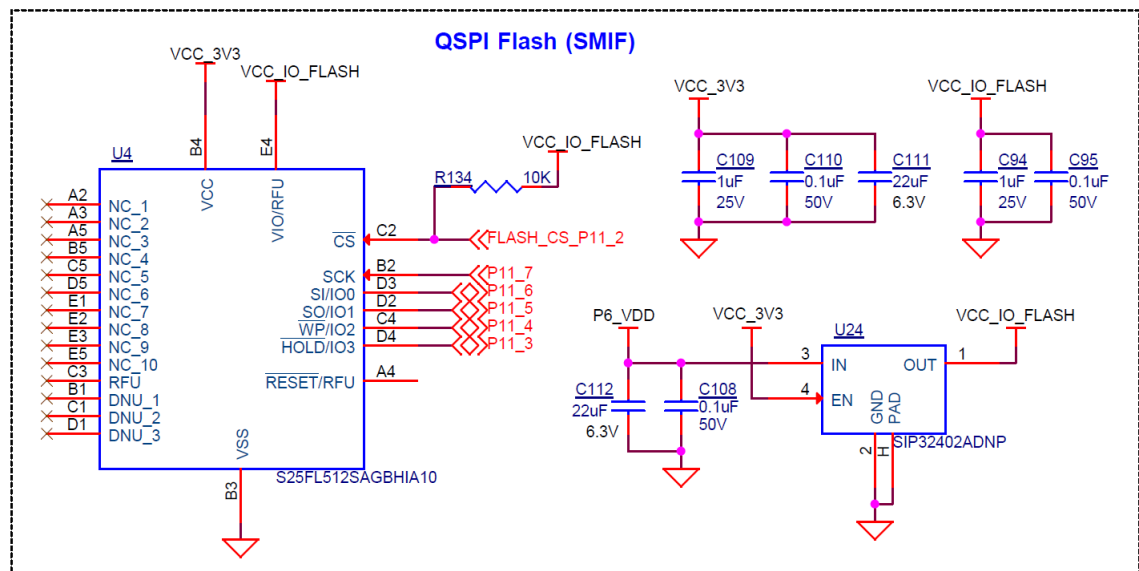 QSPI Flash (SMIF)
VCC_3V3
VCC_IO_FLASH
U4
B4
E4
VCC
VIO/RFU
A2 NC_1
A3 NC_2
A5 NC_3
B5 NC_4
C5 NC_5
D5 NC_6
E1 NC_7
E2 NC_8
E3 NC_9
E5 NC_10
C3 RFU
B1 DNU_1
C1 DNU_2
D1 DNU_3
VCC_IO_FLASH
R134 10K
CS C2 FLASH_CS_P11_2
SCK B2 P11_7
SI/IO0 D3 P11_6
SO/IO1 D2 P11_5
WP/IO2 C4 P11_4
HOLD/IO3 D4 P11_3
RESET/RFU A4
VSS
B3
S25FL512SAGBHIA10
VCC_3V3
C109
1uF
25V
C110
0.1uF
50V
C111
22uF
6.3V
VCC_IO_FLASH
C94
1uF
25V
C95
0.1uF
50V
P6_VDD
VCC_3V3
C112
22uF
6.3V
C108
0.1uF
50V
U24
VCC_IO_FLASH
3 IN
OUT 1
4 EN
GND
PAD
2
H
SIP32402ADNP